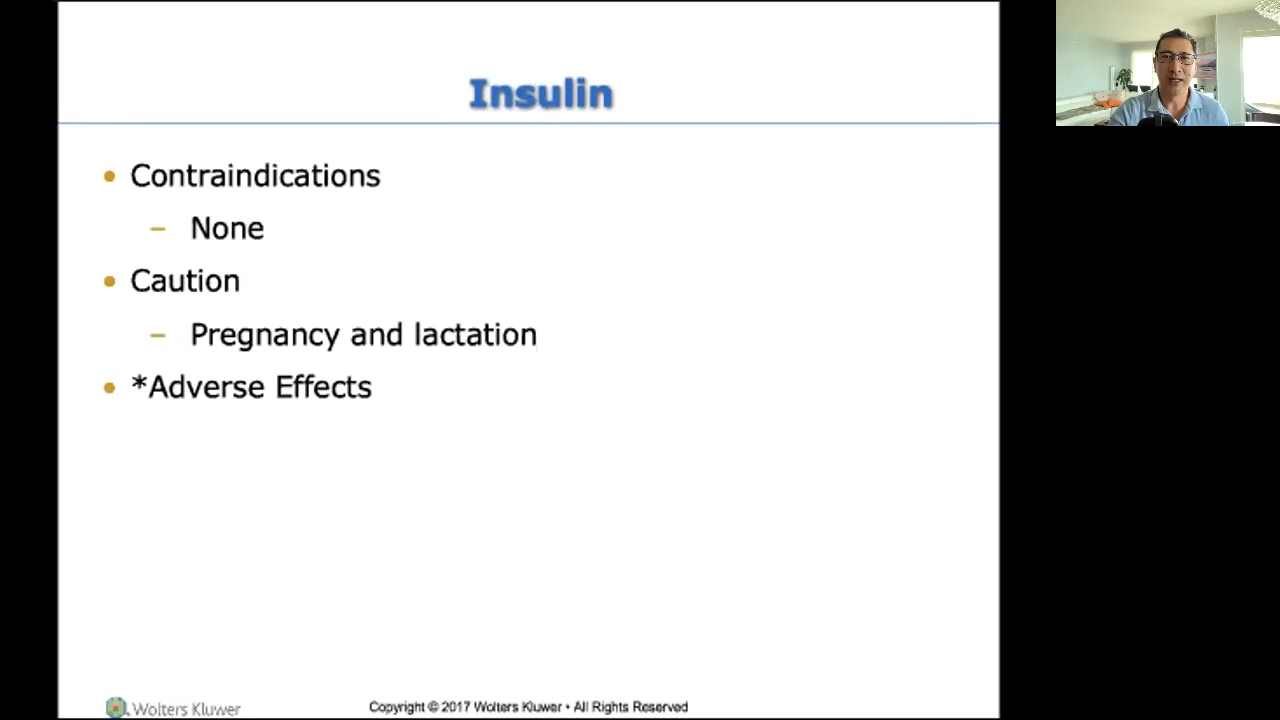 Insulin
• Contraindications
– None
• Caution
– Pregnancy and lactation
• *Adverse Effects
Wolters Kluwer
Copyright © 2017 Wolters Kluwer • All Rights Reserved